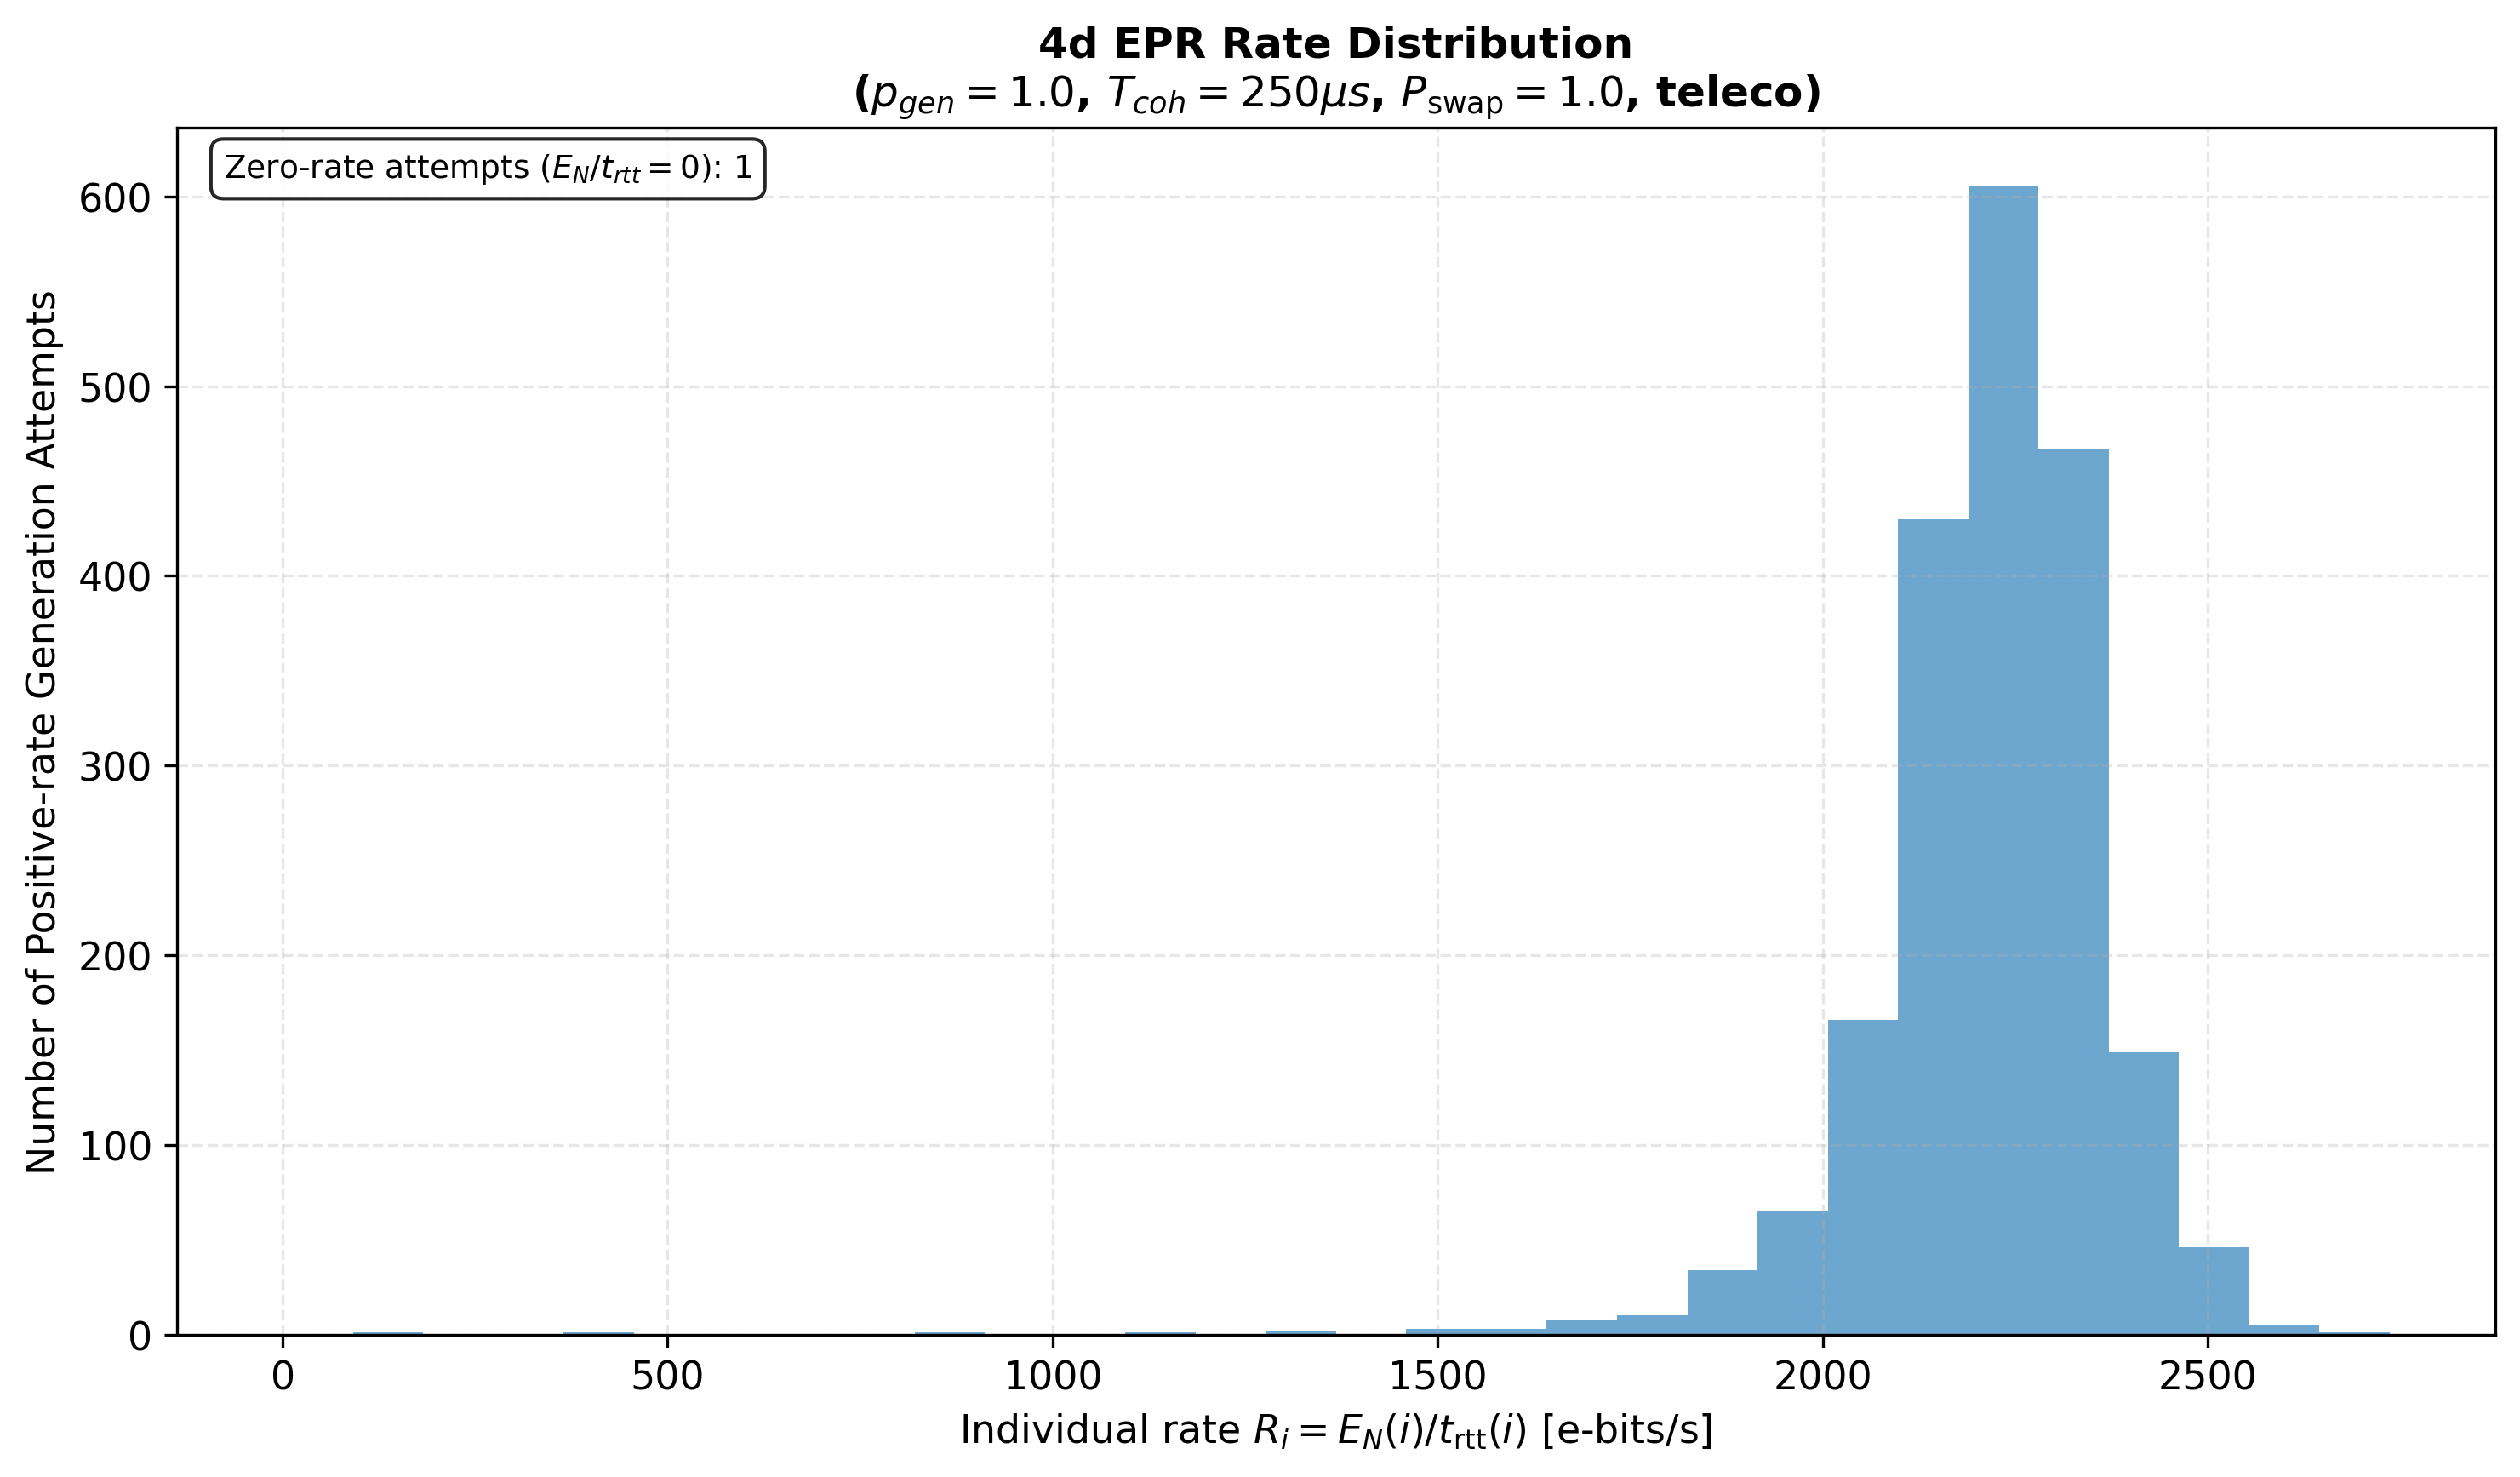 4d EPR Rate Distribution
(p_gen = 1.0, T_coh = 250μs, P_swap = 1.0, teleco)
Zero-rate attempts (E_N/t_rtt = 0): 1
Number of Positive-rate Generation Attempts
600
500
400
300
200
100
0
0 500 1000 1500 2000 2500
Individual rate R_i = E_N(i)/t_rtt(i) [e-bits/s]